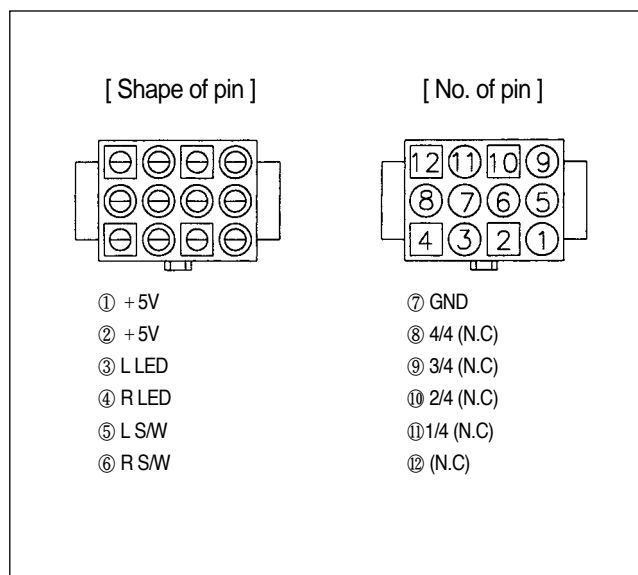 [ Shape of pin ]
[ No. of pin ]
12 11 10 9
8 7 6 5
4 3 2 1
① +5V
② +5V
③ L LED
④ R LED
⑤ L S/W
⑥ R S/W
⑦ GND
⑧ 4/4 (N.C)
⑨ 3/4 (N.C)
⑩ 2/4 (N.C)
⑪1/4 (N.C)
⑫ (N.C)